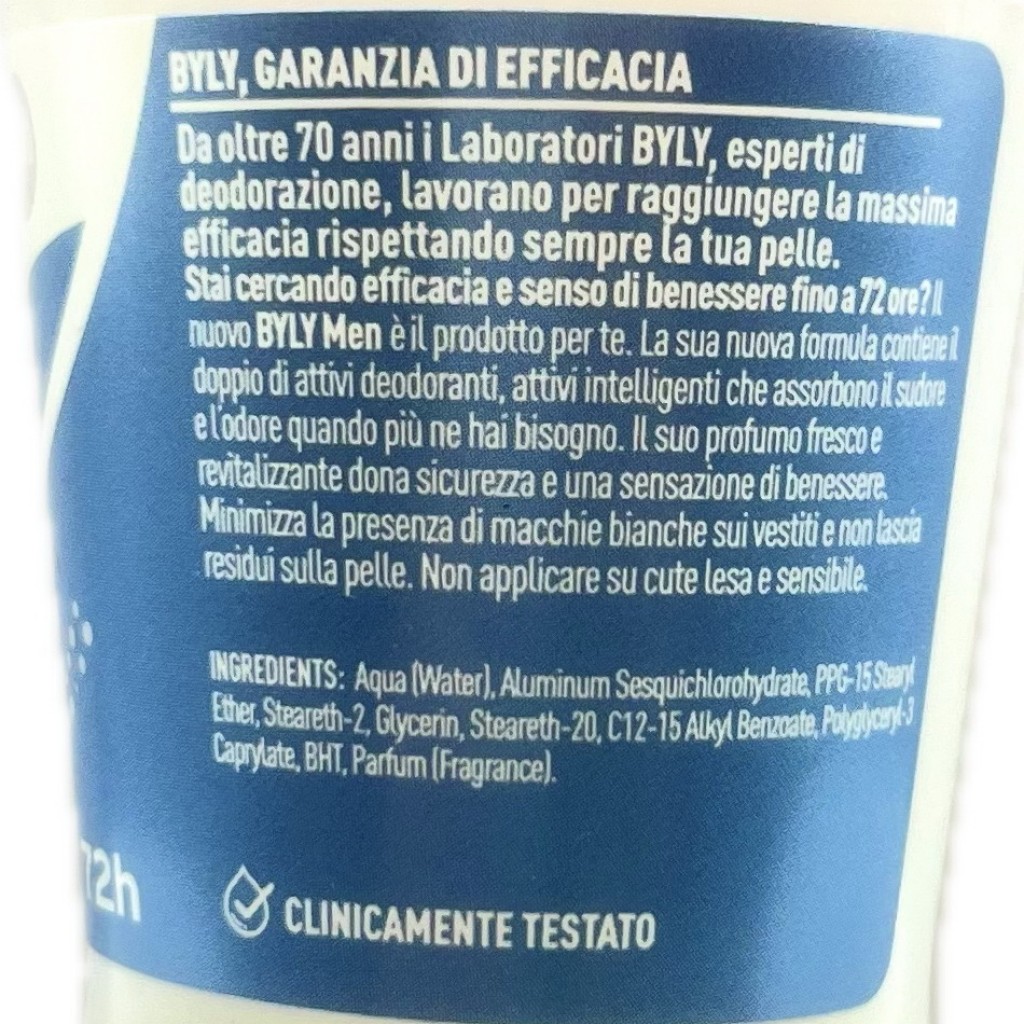 BYLY, GARANZIA DI EFFICACIA
Da oltre 70 anni i Laboratori BYLY, esperti di
deodorazione, lavorano per raggiungere la massima
efficacia rispettando sempre la tua pelle.
Stai cercando efficacia e senso di benessere fino a 72 ore? Il
nuovo BYLY Men è il prodotto per te. La sua nuova formula contiene il
doppio di attivi deodoranti, attivi intelligenti che assorbono il sudore
e l'odore quando più ne hai bisogno. Il suo profumo fresco e
revitalizzante dona sicurezza e una sensazione di benessere.
Minimizza la presenza di macchie bianche sui vestiti e non lascia
residui sulla pelle. Non applicare su cute lesa e sensibile.
INGREDIENTS: Aqua (Water), Aluminum Sesquichlorohydrate, PPG-15 Stearyl
Ether, Steareth-2, Glycerin, Steareth-20, C12-15 Alkyl Benzoate, Polyglyceryl-3
Caprylate, BHT, Parfum (Fragrance).
72h
CLINICAMENTE TESTATO